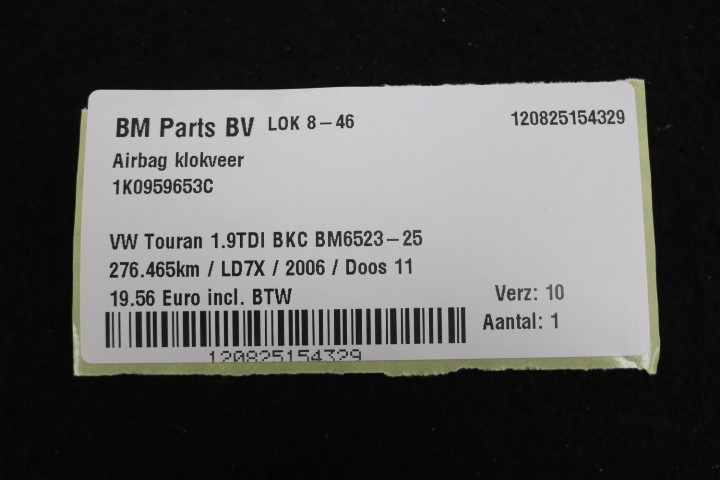 BM Parts BV LOK 8-46 120825154329
Airbag klokveer
1K0959653C
VW Touran 1.9TDI BKC BM6523-25
276.465km / LD7X / 2006 / Doos 11
19.56 Euro incl. BTW Verz: 10
Aantal: 1
120825154329